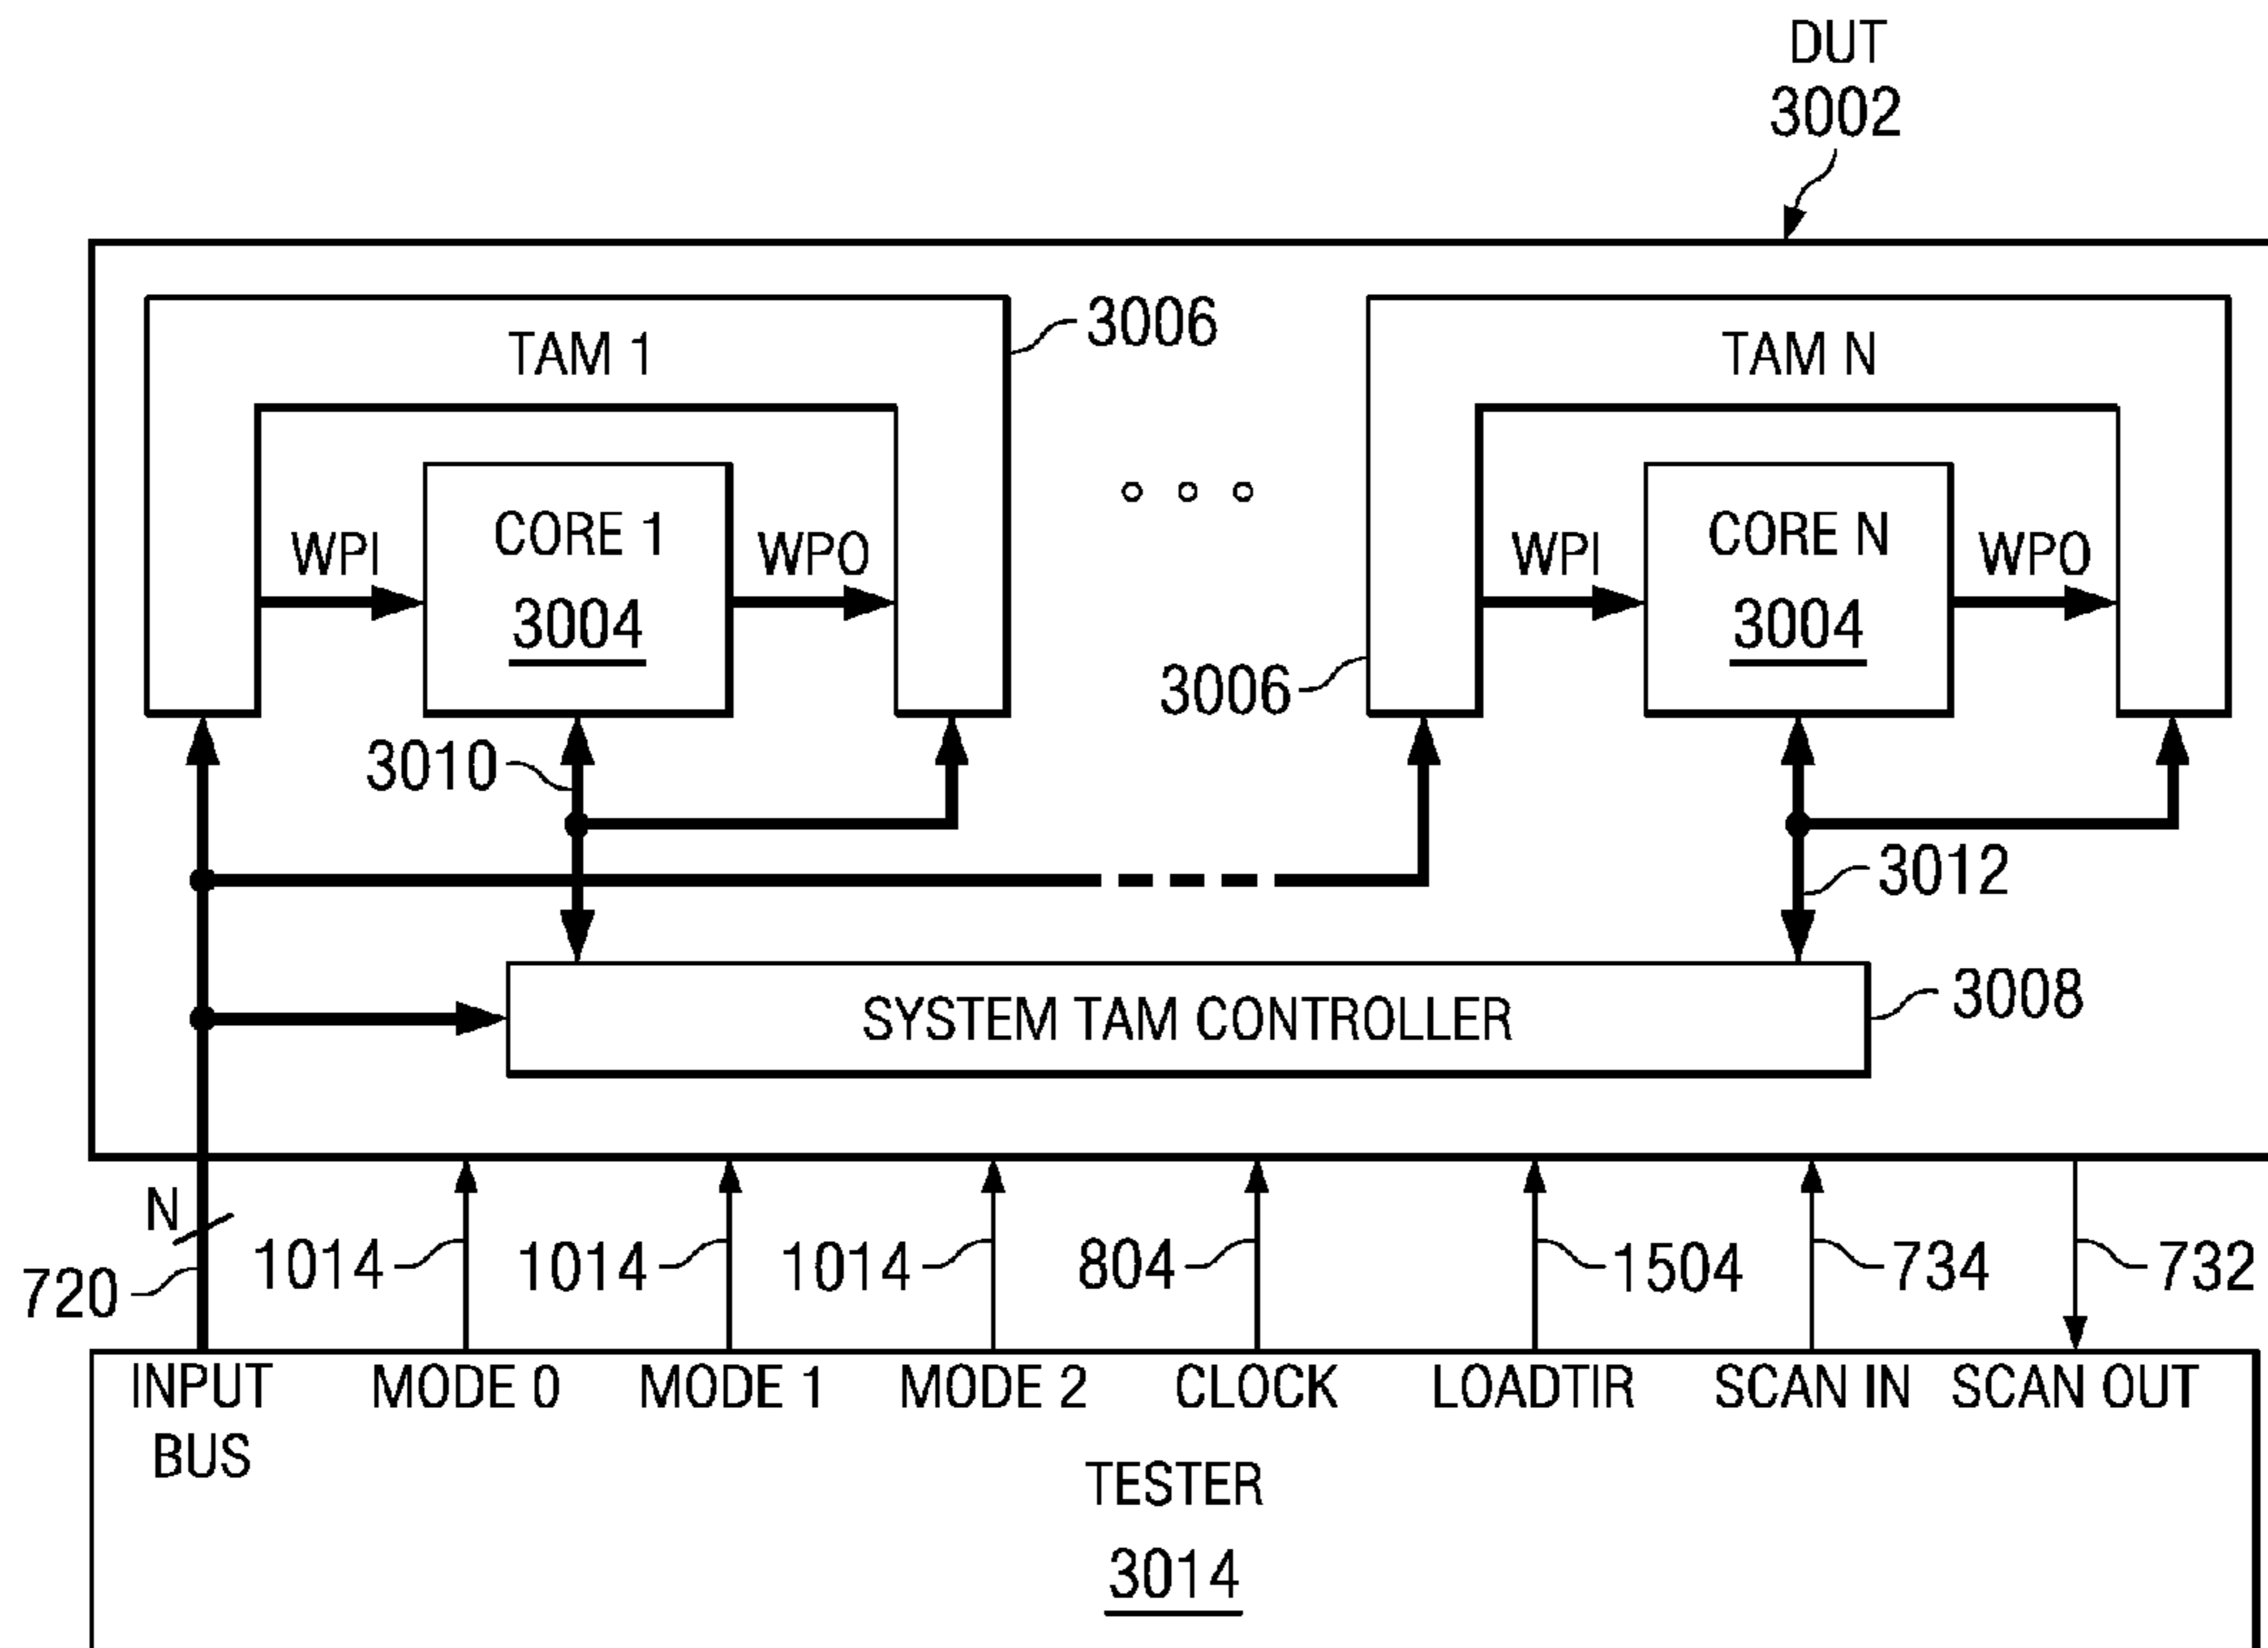 DUT
3002
TAM 1
3006
TAM N
WPI
CORE 1
3004
WPO
WPI
CORE N
3004
WPO
3006
3010
3012
SYSTEM TAM CONTROLLER
3008
N
720
1014
1014
1014
804
1504
734
732
INPUT
BUS
MODE 0
MODE 1
MODE 2
CLOCK
LOADTIR
SCAN IN
SCAN OUT
TESTER
3014